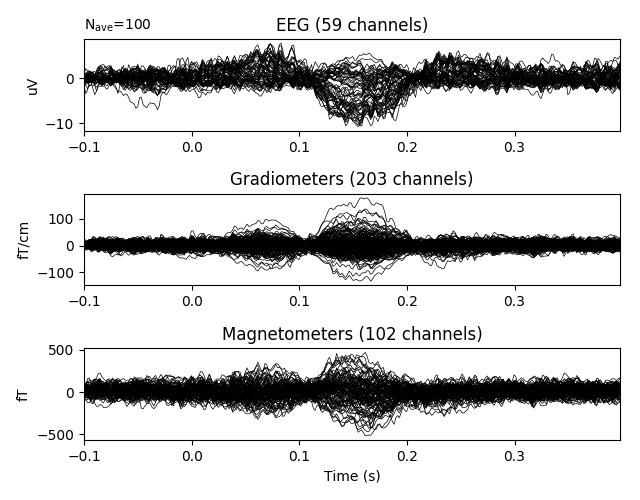 Nave=100
EEG (59 channels)
uV
0
−10
−0.1 0.0 0.1 0.2 0.3
Gradiometers (203 channels)
fT/cm
100
0
−100
−0.1 0.0 0.1 0.2 0.3
Magnetometers (102 channels)
fT
500
0
−500
−0.1 0.0 0.1 0.2 0.3
Time (s)